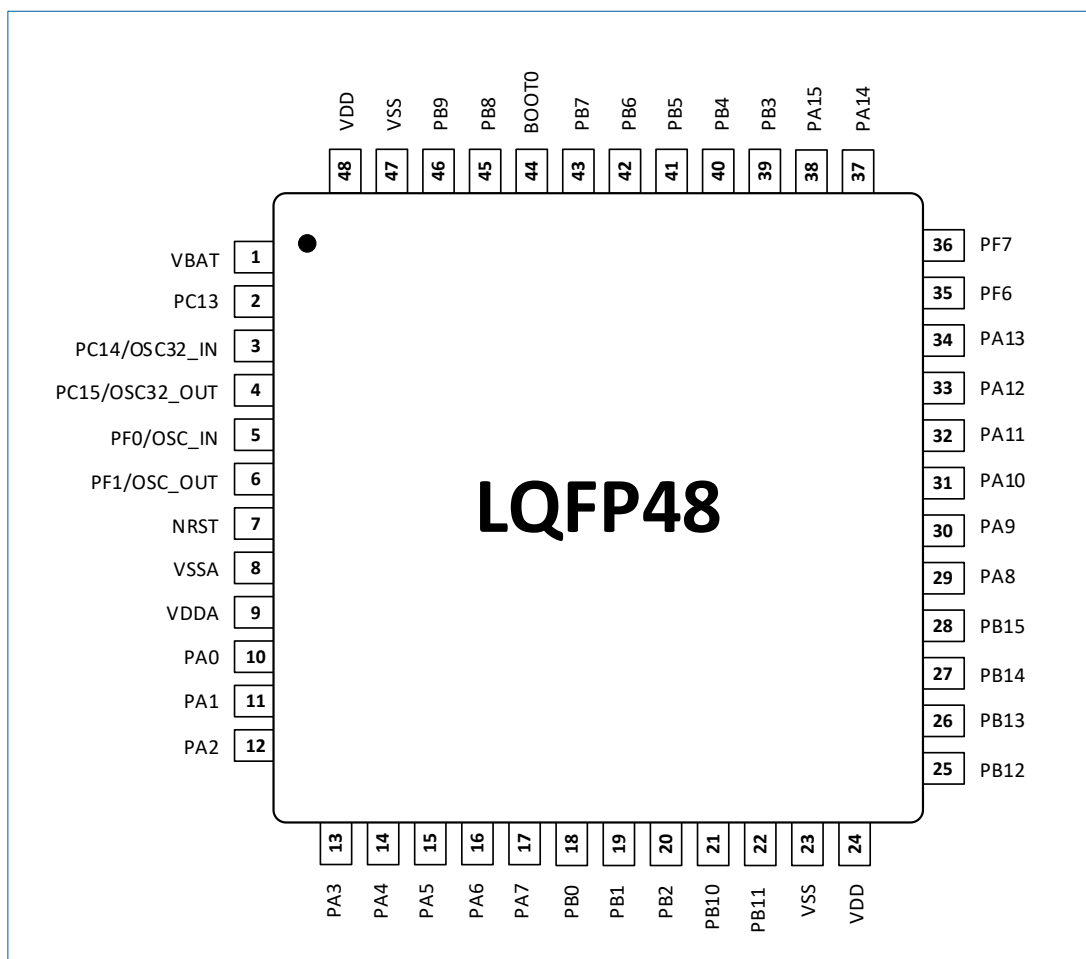 VDD
VSS
PB9
PB8
BOOT0
PB7
PB6
PB5
PB4
PB3
PA15
PA14
48
47
46
45
44
43
42
41
40
39
38
37
VBAT 1
PC13 2
PC14/OSC32_IN 3
PC15/OSC32_OUT 4
PF0/OSC_IN 5
PF1/OSC_OUT 6
NRST 7
VSSA 8
VDDA 9
PA0 10
PA1 11
PA2 12
LQFP48
36 PF7
35 PF6
34 PA13
33 PA12
32 PA11
31 PA10
30 PA9
29 PA8
28 PB15
27 PB14
26 PB13
25 PB12
13
14
15
16
17
18
19
20
21
22
23
24
PA3
PA4
PA5
PA6
PA7
PB0
PB1
PB2
PB10
PB11
VSS
VDD